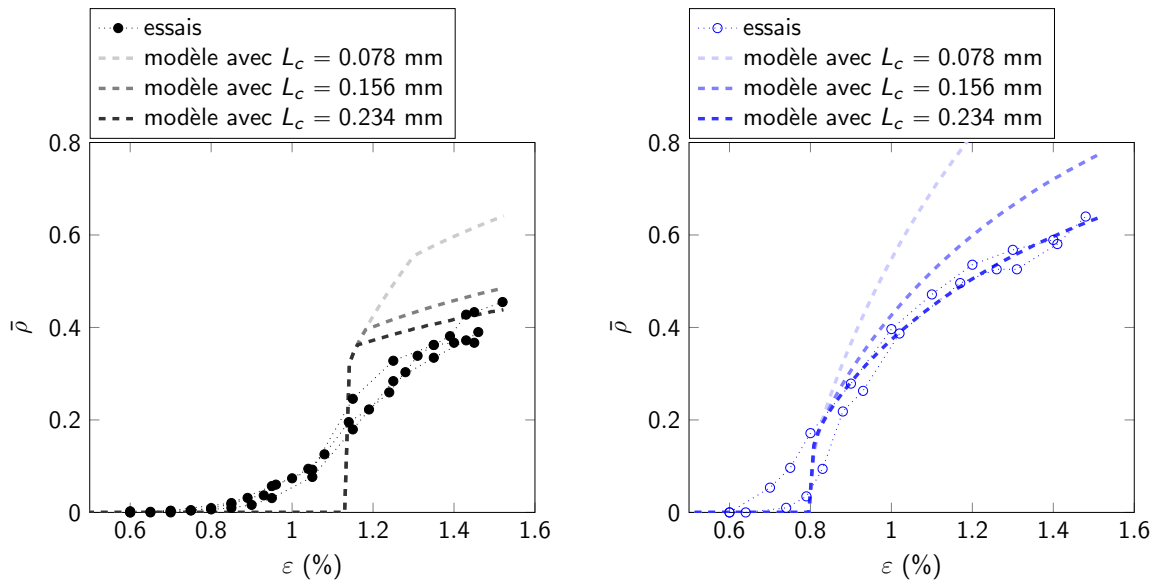 essais
modèle avec L_c = 0.078 mm
modèle avec L_c = 0.156 mm
modèle avec L_c = 0.234 mm
0.8
0.6
0.4
0.2
0
ρ̄
0.6 0.8 1 1.2 1.4 1.6
ε (%)
essais
modèle avec L_c = 0.078 mm
modèle avec L_c = 0.156 mm
modèle avec L_c = 0.234 mm
0.8
0.6
0.4
0.2
0
ρ̄
0.6 0.8 1 1.2 1.4 1.6
ε (%)